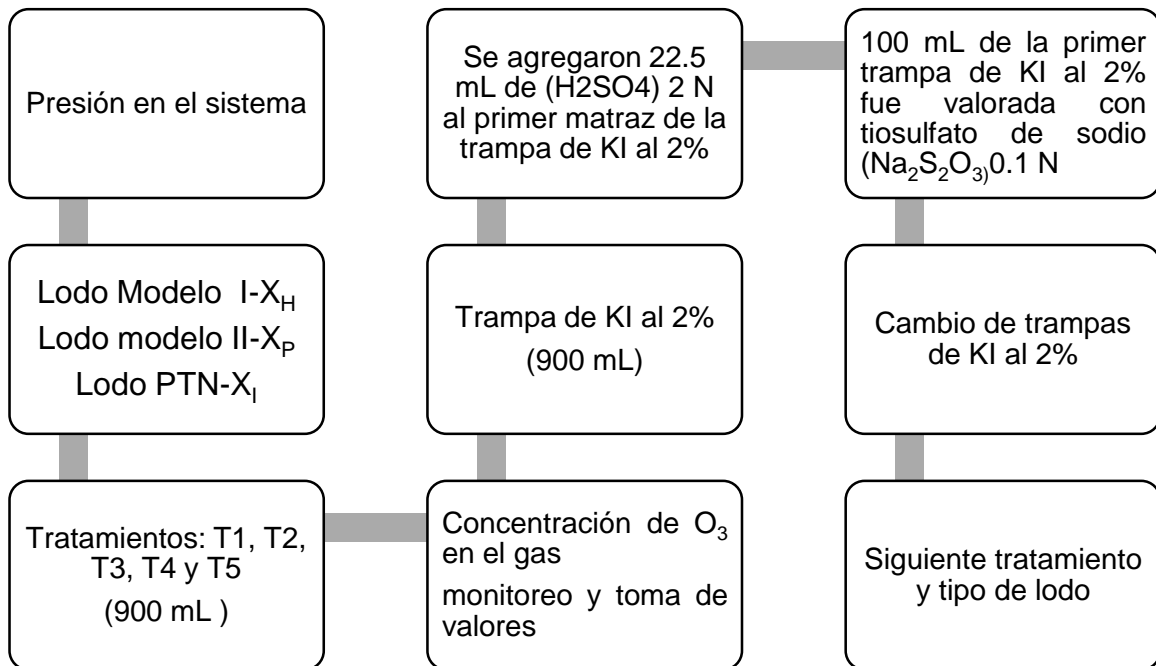 Presión en el sistema
Lodo Modelo I-X_H
Lodo modelo II-X_P
Lodo PTN-X_I
Tratamientos: T1, T2,
T3, T4 y T5
(900 mL )
Concentración de O₃
en el gas
monitoreo y toma de
valores
Trampa de KI al 2%
(900 mL)
Se agregaron 22.5
mL de (H2SO4) 2 N
al primer matraz de la
trampa de KI al 2%
100 mL de la primer
trampa de KI al 2%
fue valorada con
tiosulfato de sodio
(Na₂S₂O₃)0.1 N
Cambio de trampas
de KI al 2%
Siguiente tratamiento
y tipo de lodo